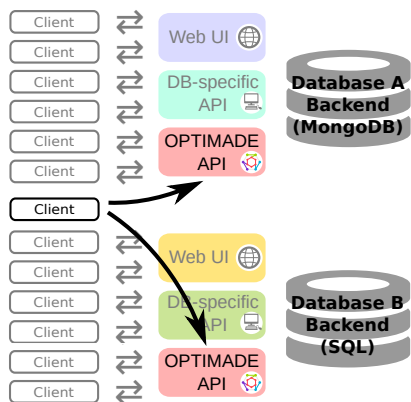 Client
Client
Client
Client
Client
Client
Client
Client
Client
Client
Client
Client
Client
Web UI
DB-specific
API
OPTIMADE
API
Database A
Backend
(MongoDB)
Web UI
DB-specific
API
OPTIMADE
API
Database B
Backend
(SQL)